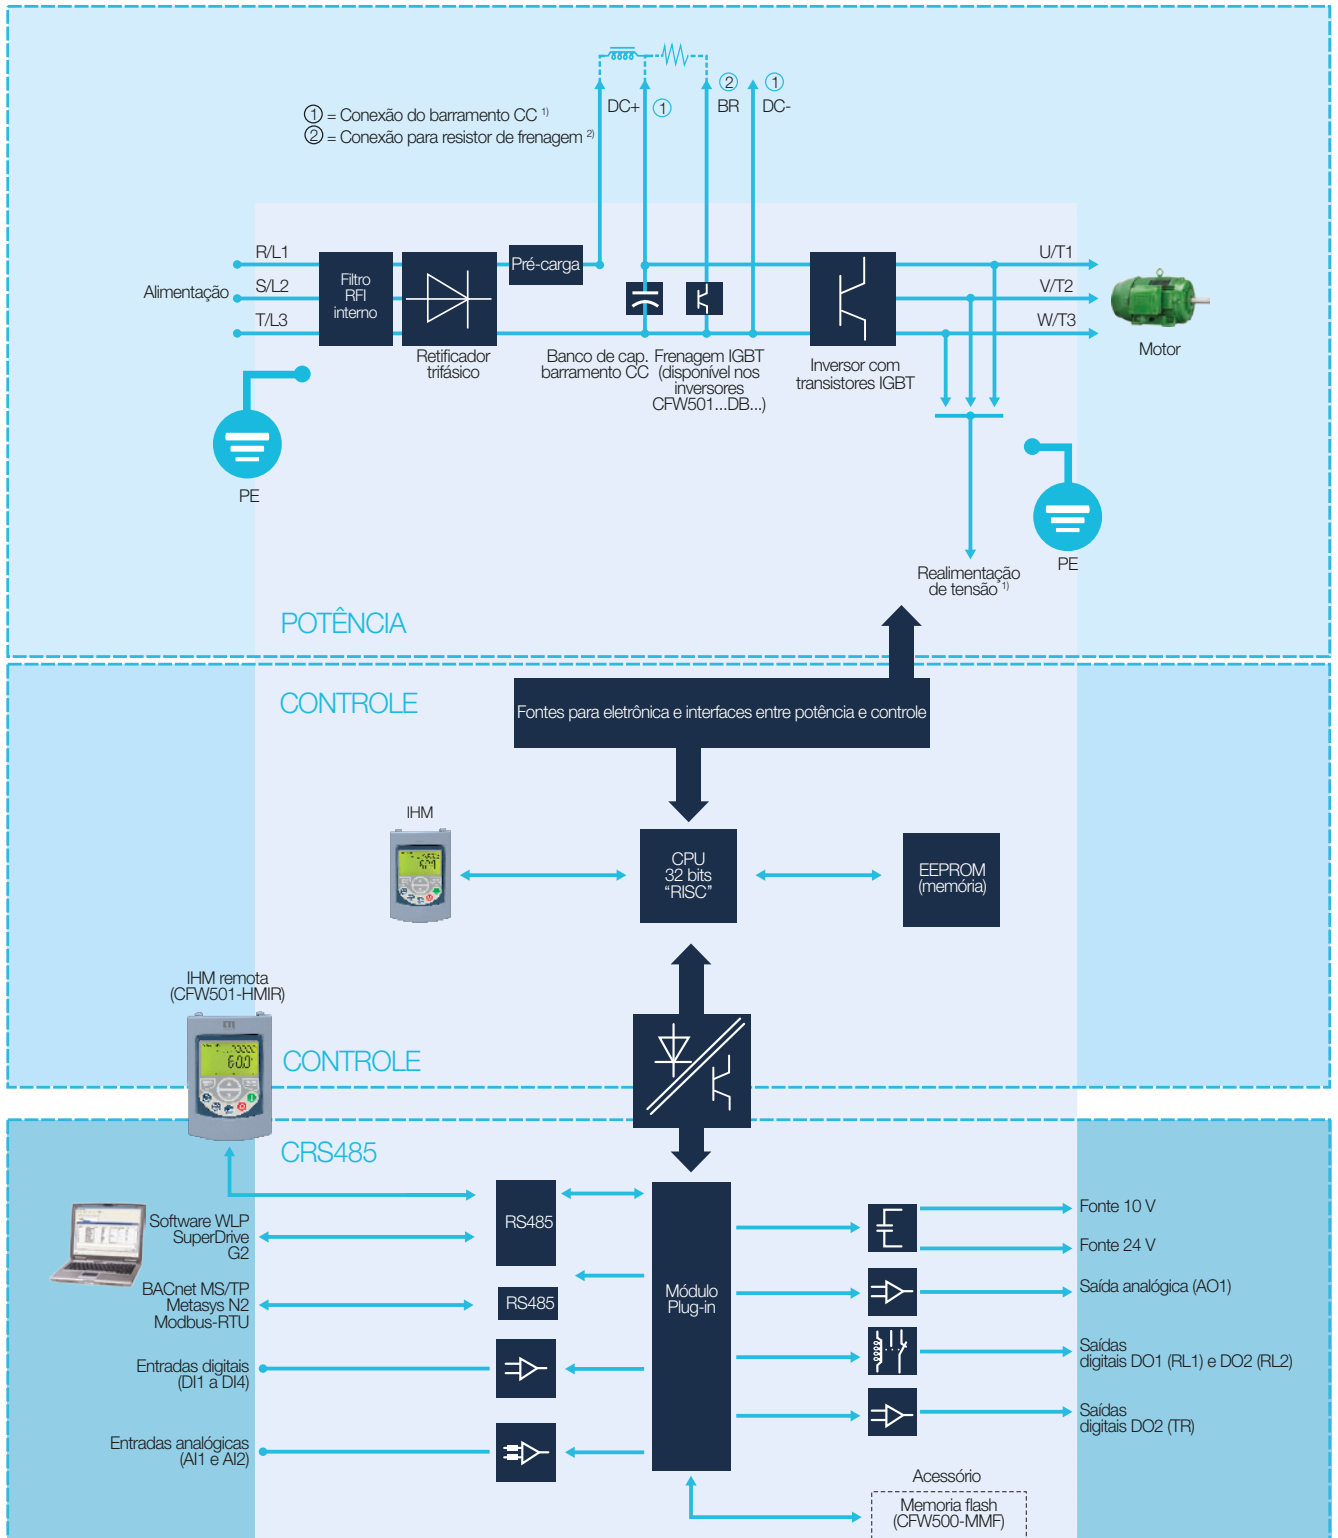 ① = Conexão do barramento CC 1)
② = Conexão para resistor de frenagem 2)
DC+
①
②
BR
①
DC-
R/L1
S/L2
T/L3
Alimentação
Filtro
RFI
interno
Retificador
trifásico
Pré-carga
Banco de cap.
barramento CC
Frenagem IGBT
(disponível nos
inversores
CFW501...DB...)
Inversor com
transistores IGBT
U/T1
V/T2
W/T3
Motor
PE
PE
Realimentação
de tensão 1)
POTÊNCIA
CONTROLE
Fontes para eletrônica e interfaces entre potência e controle
IHM
CPU
32 bits
“RISC”
EEPROM
(memória)
IHM remota
(CFW501-HMIR)
60.0
CONTROLE
CRS485
Software WLP
SuperDrive
G2
BACnet MS/TP
Metasys N2
Modbus-RTU
Entradas digitais
(DI1 a DI4)
Entradas analógicas
(AI1 e AI2)
RS485
RS485
Módulo
Plug-in
Fonte 10 V
Fonte 24 V
Saída analógica (AO1)
Saídas
digitais DO1 (RL1) e DO2 (RL2)
Saídas
digitais DO2 (TR)
Acessório
Memoria flash
(CFW500-MMF)